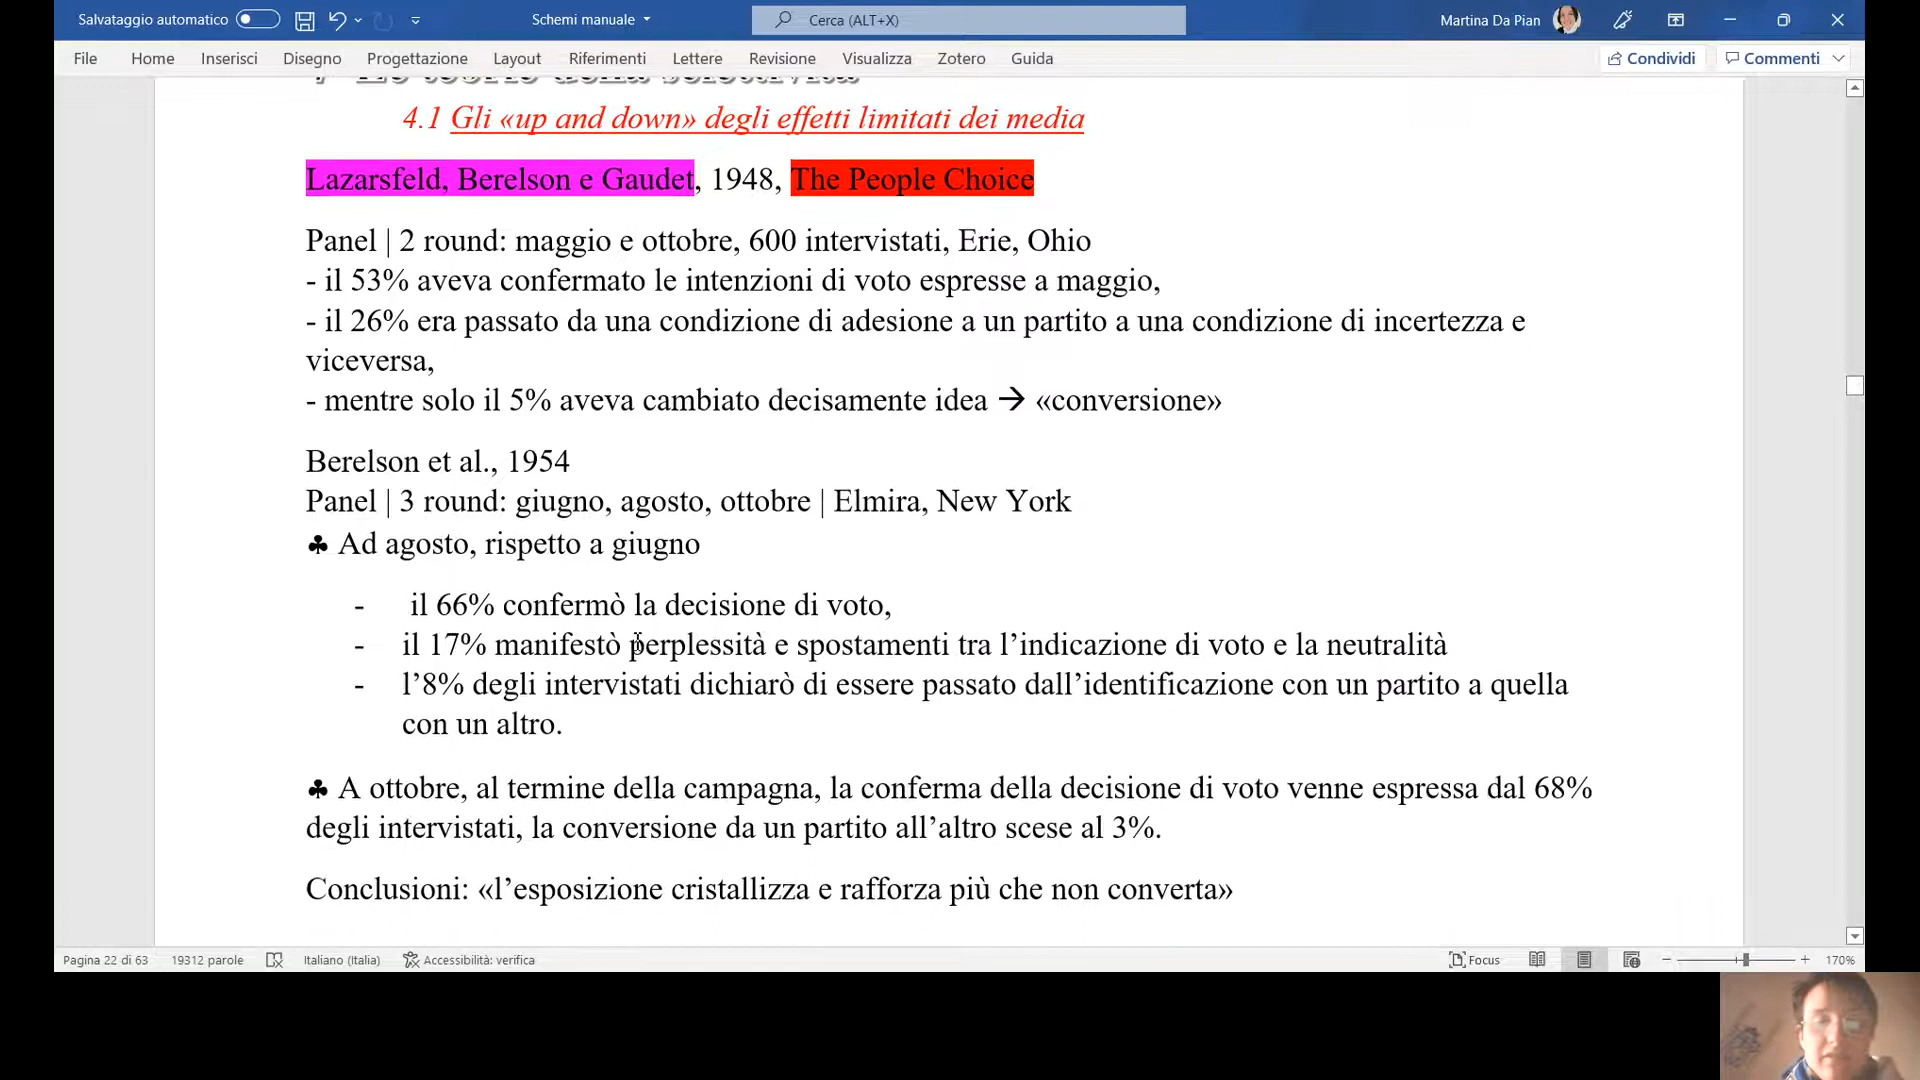 Salvataggio automatico
Schemi manuale
Cerca (ALT+X)
Martina Da Pian
File Home Inserisci Disegno Progettazione Layout Riferimenti Lettere Revisione Visualizza Zotero Guida Condividi Commenti
Le teorie della selettività
4.1 Gli «up and down» degli effetti limitati dei media
Lazarsfeld, Berelson e Gaudet, 1948, The People Choice
Panel | 2 round: maggio e ottobre, 600 intervistati, Erie, Ohio
- il 53% aveva confermato le intenzioni di voto espresse a maggio,
- il 26% era passato da una condizione di adesione a un partito a una condizione di incertezza e
viceversa,
- mentre solo il 5% aveva cambiato decisamente idea → «conversione»
Berelson et al., 1954
Panel | 3 round: giugno, agosto, ottobre | Elmira, New York
♣ Ad agosto, rispetto a giugno
- il 66% confermò la decisione di voto,
- il 17% manifestò perplessità e spostamenti tra l’indicazione di voto e la neutralità
- l’8% degli intervistati dichiarò di essere passato dall’identificazione con un partito a quella
con un altro.
♣ A ottobre, al termine della campagna, la conferma della decisione di voto venne espressa dal 68%
degli intervistati, la conversione da un partito all’altro scese al 3%.
Conclusioni: «l’esposizione cristallizza e rafforza più che non converta»
Pagina 22 di 63 19312 parole Italiano (Italia) Accessibilità: verifica Focus 170%